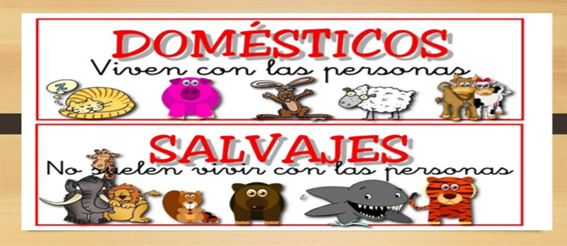 DOMÉSTICOS
Viven con las personas
SALVAJES
No suelen vivir con las personas